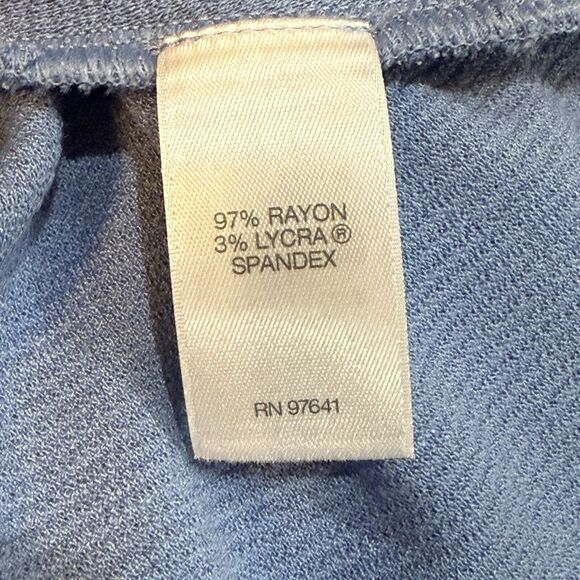 97% RAYON
3% LYCRA®
SPANDEX
RN 97641